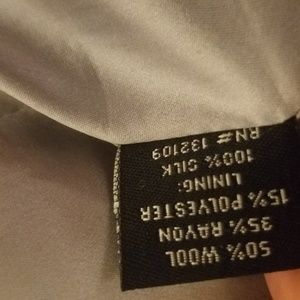 50% WOOL
35% RAYON
15% POLYESTER
LINING:
100% SILK
RN# 132109